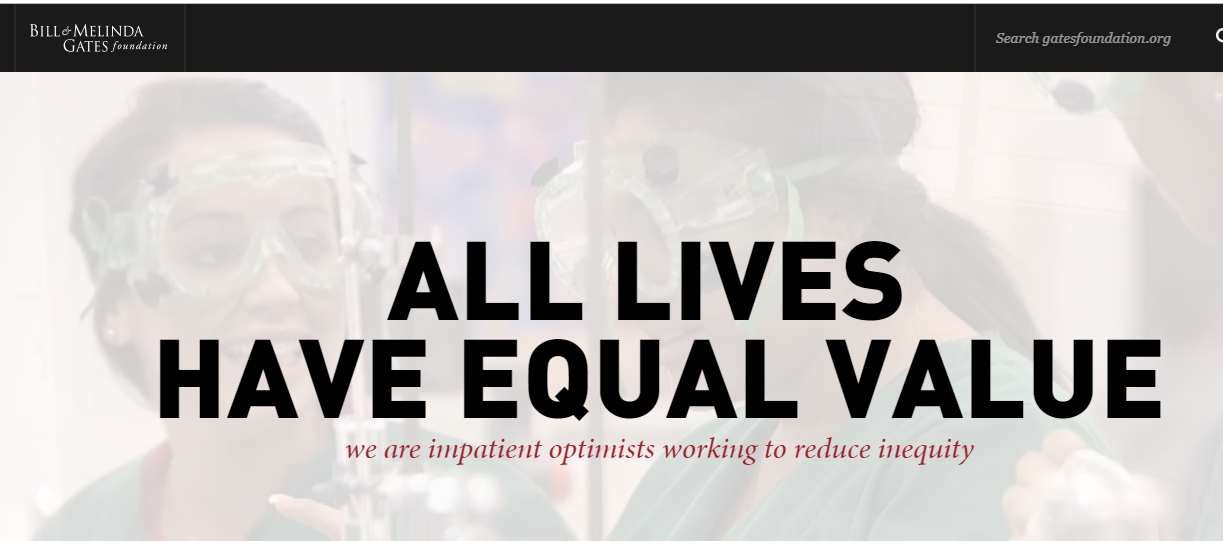 BILL & MELINDA
GATES foundation
Search gatesfoundation.org
ALL LIVES
HAVE EQUAL VALUE
we are impatient optimists working to reduce inequity